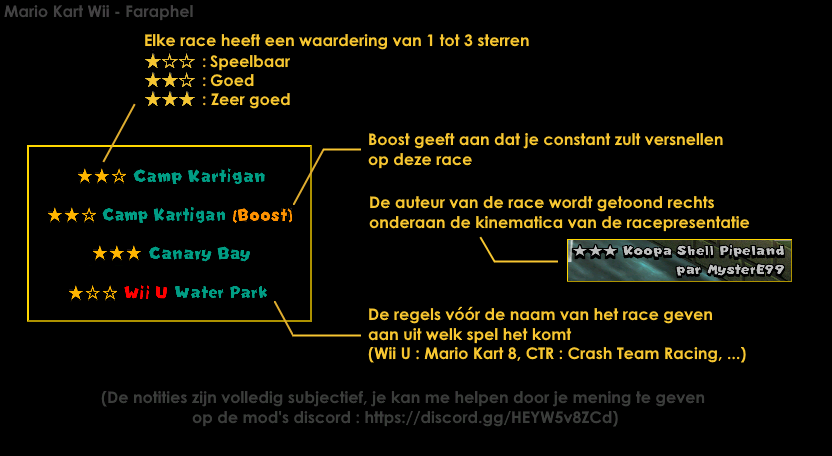 Mario Kart Wii - Faraphel
Elke race heeft een waardering van 1 tot 3 sterren
★☆☆ : Speelbaar
★★☆ : Goed
★★★ : Zeer goed
Boost geeft aan dat je constant zult versnellen
op deze race
★★☆ Camp Kartigan
★★☆ Camp Kartigan (Boost)
★★★ Canary Bay
★☆☆ Wii U Water Park
De auteur van de race wordt getoond rechts
onderaan de kinematica van de racepresentatie
★★★ Koopa Shell Pipeland
par MysterE99
De regels vóór de naam van het race geven
aan uit welk spel het komt
(Wii U : Mario Kart 8, CTR : Crash Team Racing, ...)
(De notities zijn volledig subjectief, je kan me helpen door je mening te geven
op de mod's discord : https://discord.gg/HEYW5v8ZCd)